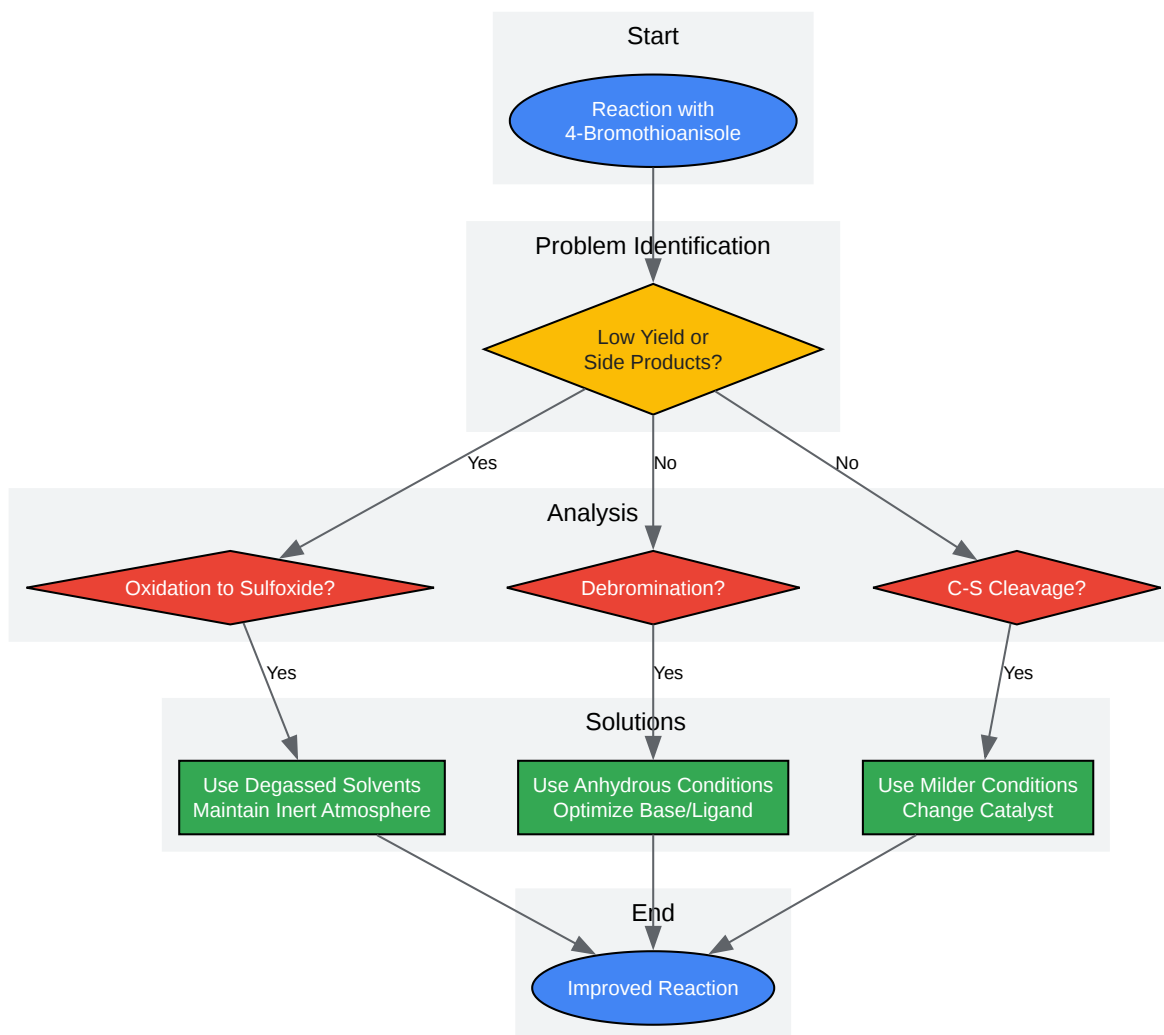 Start
Reaction with
4-Bromothioanisole
Problem Identification
Low Yield or
Side Products?
Yes
No
No
Analysis
Oxidation to Sulfoxide?
Debromination?
C-S Cleavage?
Yes
Yes
Yes
Solutions
Use Degassed Solvents
Maintain Inert Atmosphere
Use Anhydrous Conditions
Optimize Base/Ligand
Use Milder Conditions
Change Catalyst
End
Improved Reaction